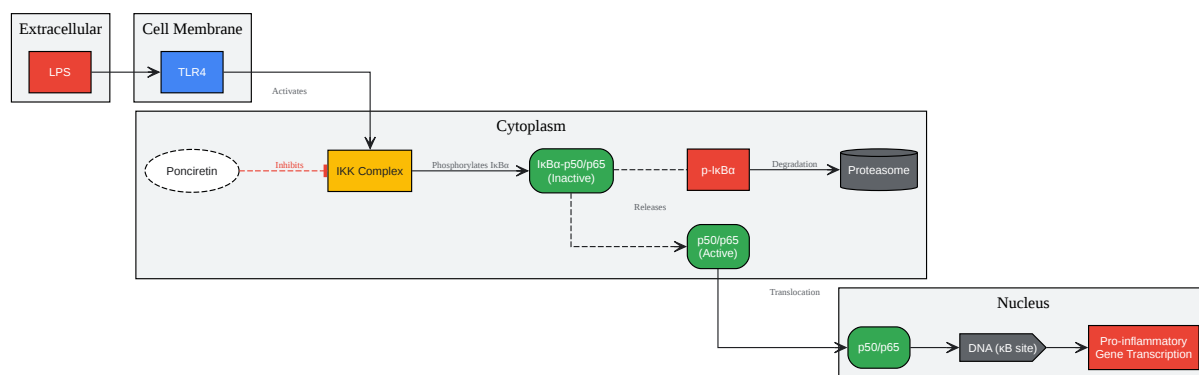 Extracellular
LPS
Cell Membrane
TLR4
Activates
Cytoplasm
Ponciretin
Inhibits
IKK Complex
Phosphorylates IκBα
IκBα-p50/p65
(Inactive)
p-IκBα
Degradation
Proteasome
Releases
p50/p65
(Active)
Translocation
Nucleus
p50/p65
DNA (κB site)
Pro-inflammatory
Gene Transcription